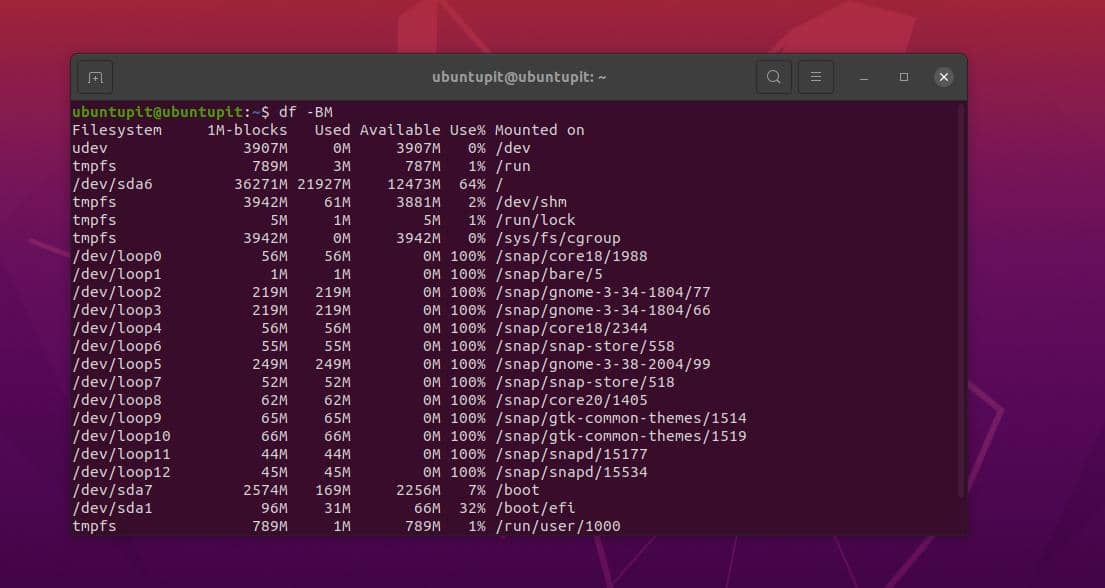 ubuntupit@ubuntupit: ~
ubuntupit@ubuntupit:~$ df -BM
Filesystem     1M-blocks   Used Available Use% Mounted on
udev               3907M     0M     3907M   0% /dev
tmpfs               789M     3M      787M   1% /run
/dev/sda6         36271M 21927M    12473M  64% /
tmpfs              3942M    61M     3881M   2% /dev/shm
tmpfs                 5M     1M        5M   1% /run/lock
tmpfs              3942M     0M     3942M   0% /sys/fs/cgroup
/dev/loop0           56M    56M        0M 100% /snap/core18/1988
/dev/loop1            1M     1M        0M 100% /snap/bare/5
/dev/loop2          219M   219M        0M 100% /snap/gnome-3-34-1804/77
/dev/loop3          219M   219M        0M 100% /snap/gnome-3-34-1804/66
/dev/loop4           56M    56M        0M 100% /snap/core18/2344
/dev/loop6           55M    55M        0M 100% /snap/snap-store/558
/dev/loop5          249M   249M        0M 100% /snap/gnome-3-38-2004/99
/dev/loop7           52M    52M        0M 100% /snap/snap-store/518
/dev/loop8           62M    62M        0M 100% /snap/core20/1405
/dev/loop9           65M    65M        0M 100% /snap/gtk-common-themes/1514
/dev/loop10          66M    66M        0M 100% /snap/gtk-common-themes/1519
/dev/loop11          44M    44M        0M 100% /snap/snapd/15177
/dev/loop12          45M    45M        0M 100% /snap/snapd/15534
/dev/sda7          2574M   169M     2256M   7% /boot
/dev/sda1            96M    31M       66M  32% /boot/efi
tmpfs               789M     1M      789M   1% /run/user/1000